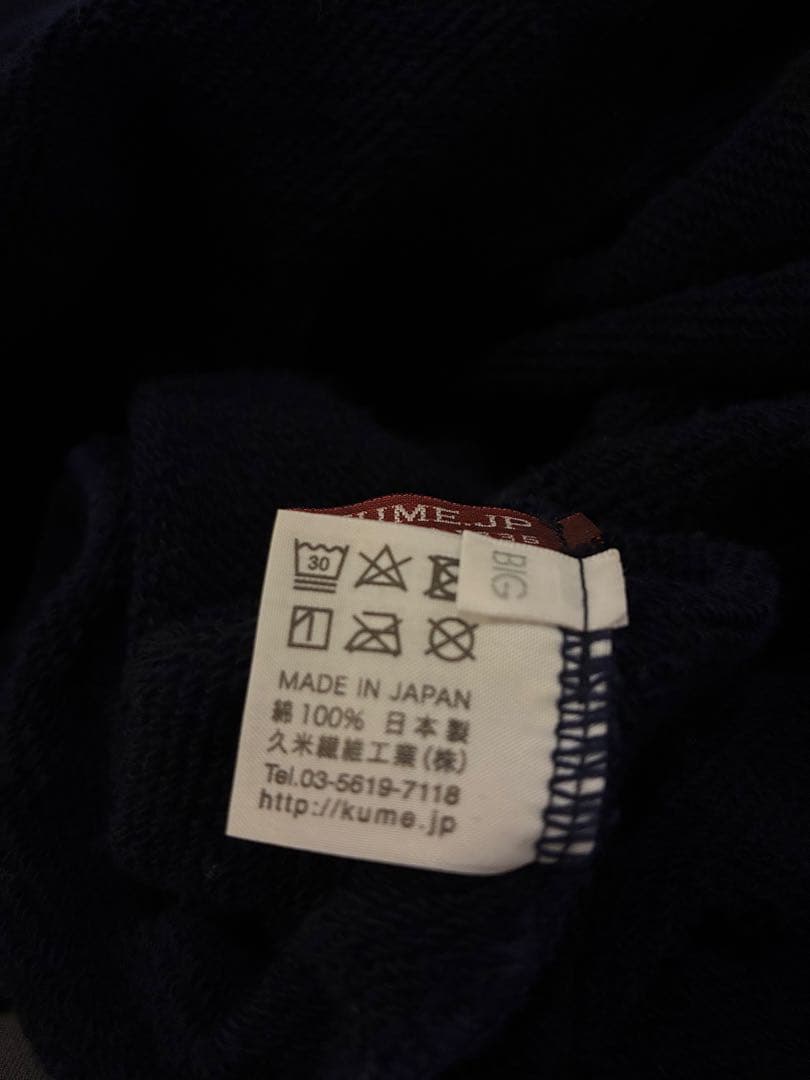 KUME.JP
1935
BIG
30
MADE IN JAPAN
綿100% 日本製
久米繊維工業(株)
Tel.03-5619-7118
http://kume.jp